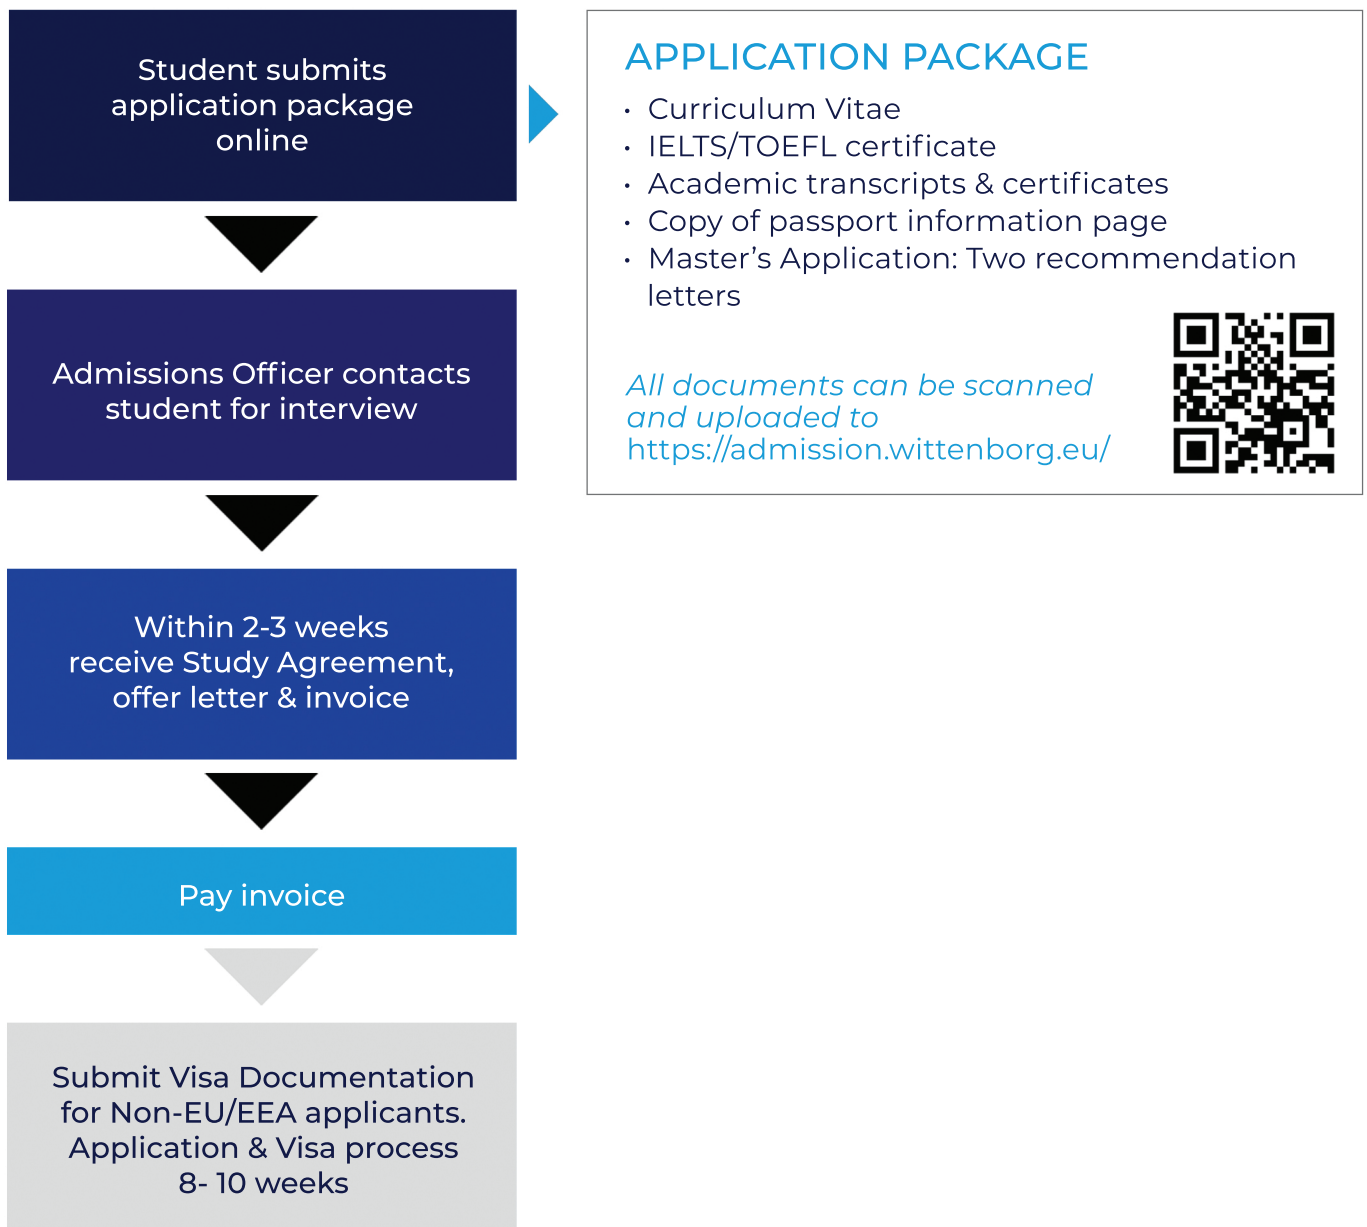 Student submits
application package
online
APPLICATION PACKAGE
• Curriculum Vitae
• IELTS/TOEFL certificate
• Academic transcripts & certificates
• Copy of passport information page
• Master’s Application: Two recommendation
letters
All documents can be scanned
and uploaded to
https://admission.wittenborg.eu/
Admissions Officer contacts
student for interview
Within 2-3 weeks
receive Study Agreement,
offer letter & invoice
Pay invoice
Submit Visa Documentation
for Non-EU/EEA applicants.
Application & Visa process
8- 10 weeks